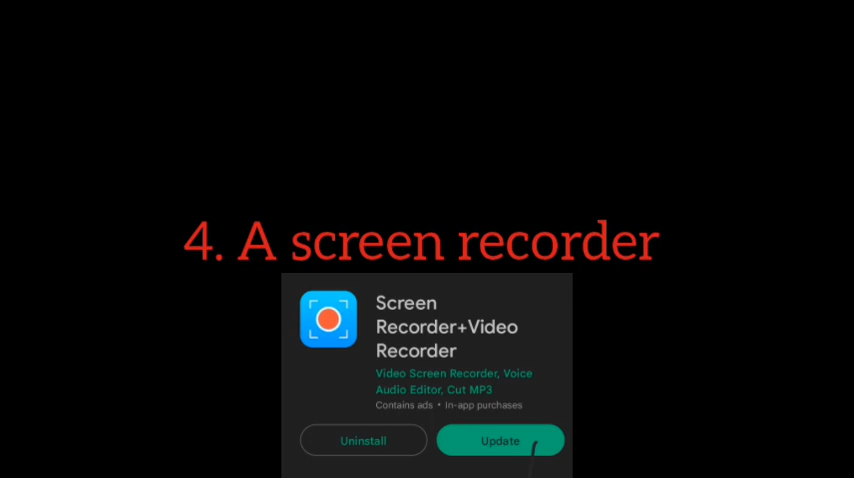 4. A screen recorder
Screen
Recorder+Video
Recorder
Video Screen Recorder, Voice
Audio Editor, Cut MP3
Contains ads • In-app purchases
Uninstall
Update